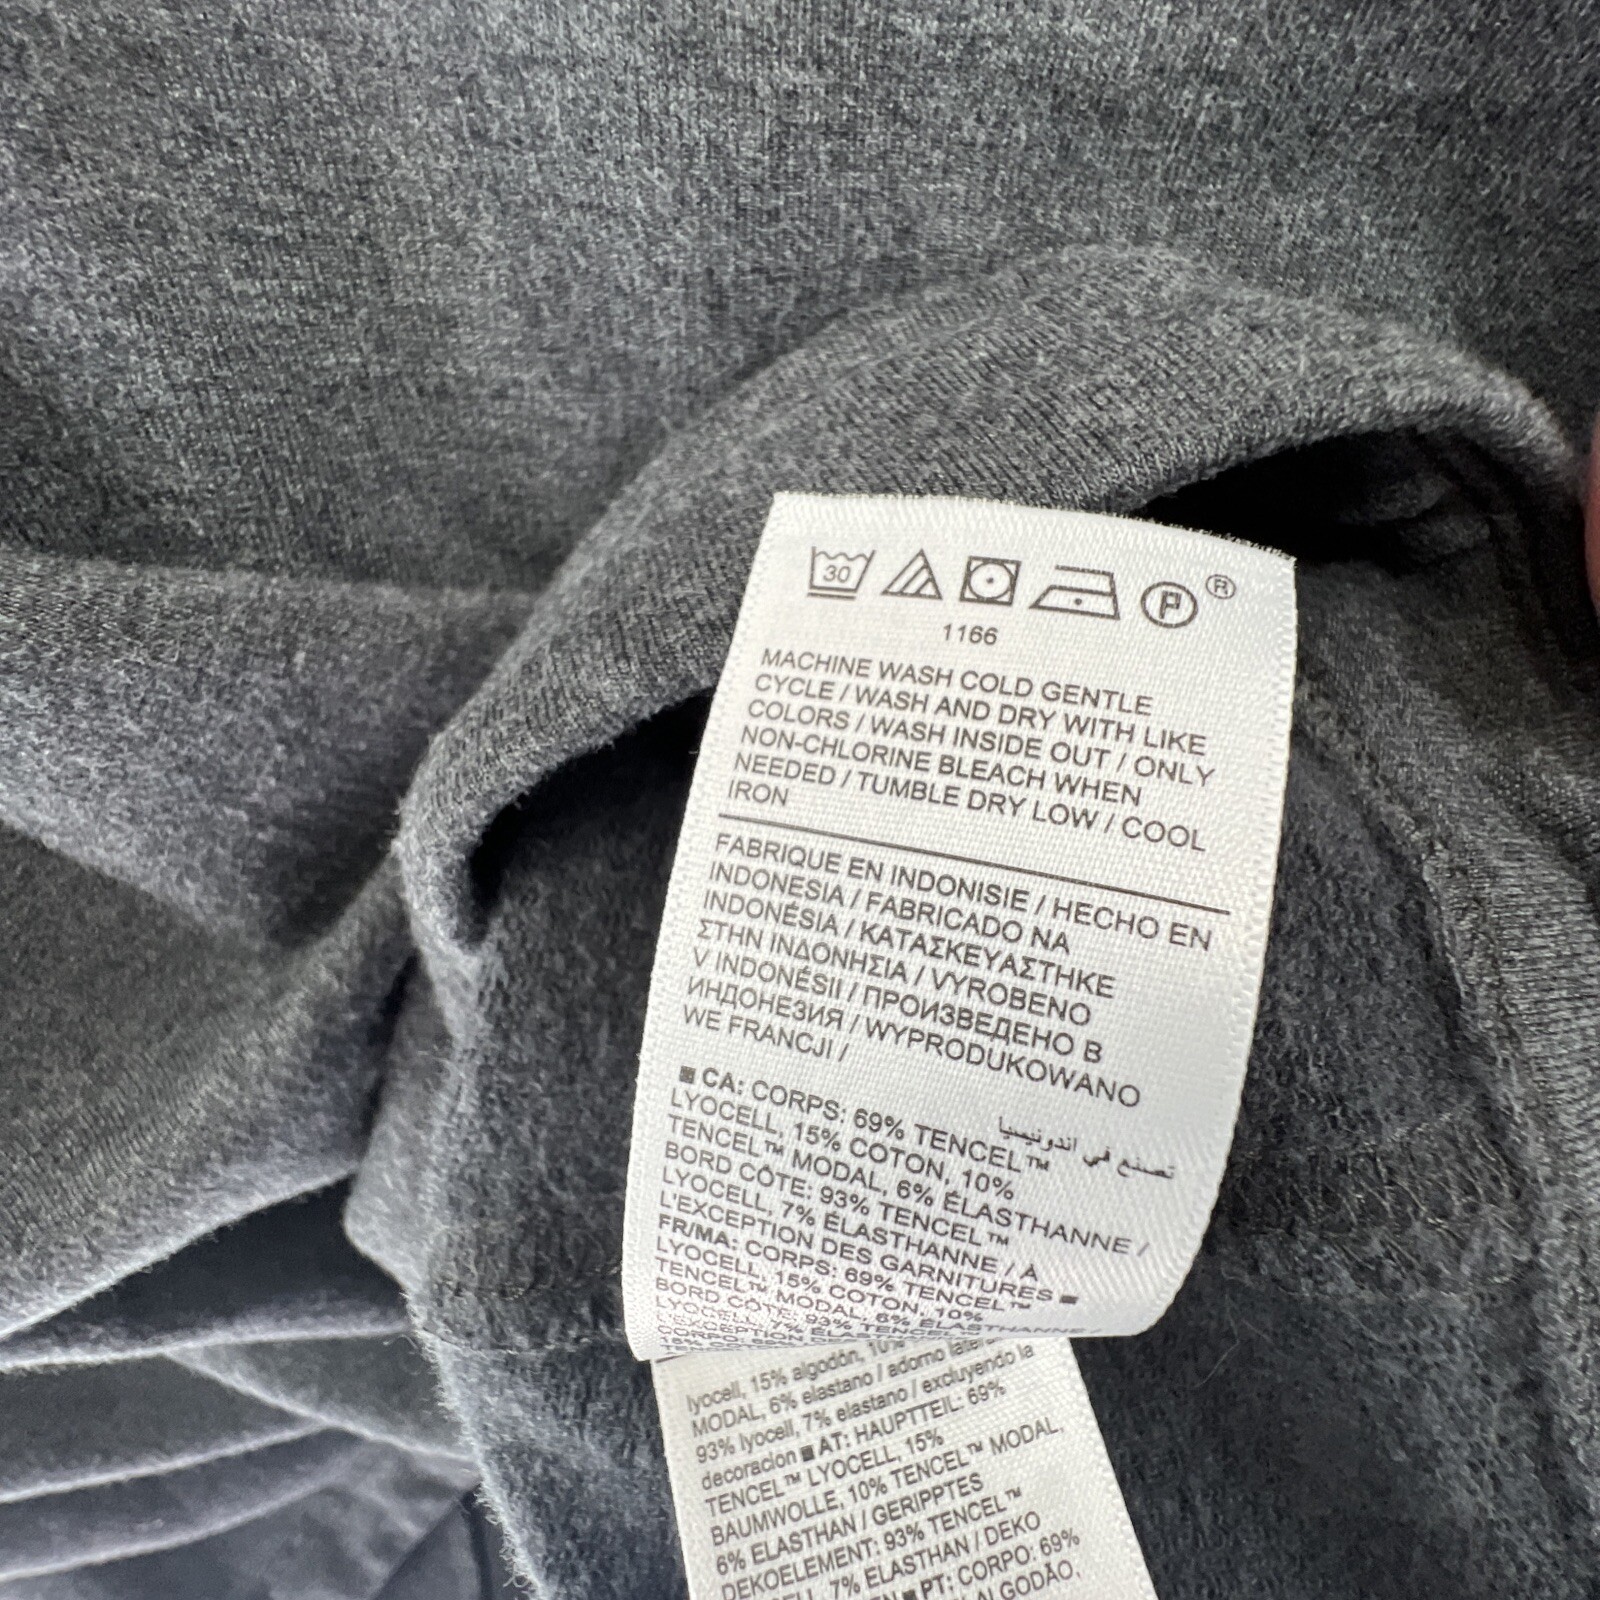 30 P ®
1166
MACHINE WASH COLD GENTLE
CYCLE / WASH AND DRY WITH LIKE
COLORS / WASH INSIDE OUT / ONLY
NON-CHLORINE BLEACH WHEN
NEEDED / TUMBLE DRY LOW / COOL
IRON
FABRIQUE EN INDONISIE / HECHO EN
INDONESIA / FABRICADO NA
INDONÉSIA / ΚΑΤΑΣΚΕΥΑΣΤΗΚΕ
ΣΤΗΝ ΙΝΔΟΝΗΣΙΑ / VYROBENO
V INDONÉSII / ПРОИЗВЕДЕНО В
ИНДОНЕЗИЯ / WYPRODUKOWANO
WE FRANCJI /
تصنع في اندونيسيا
■ CA: CORPS: 69% TENCEL™
LYOCELL, 15% COTON, 10%
TENCEL™ MODAL, 6% ÉLASTHANNE /
BORD CÔTE: 93% TENCEL™
LYOCELL, 7% ÉLASTHANNE / À
L'EXCEPTION DES GARNITURES ■
FR/MA: CORPS: 69% TENCEL™
LYOCELL, 15% COTON, 10%
TENCEL™ MODAL, 6% ÉLASTHANNE /
BORD CÔTE: 93% TENCEL™
LYOCELL, 7%
L'EXCEPTION
CORPO:
lyocell, 15% algodón, 10%
MODAL, 6% elastano / adorno
93% lyocell, 7% elastano / excluyendo la
decoracion ■ AT: HAUPTTEIL: 69%
TENCEL™ LYOCELL, 15%
BAUMWOLLE, 10% TENCEL™ MODAL,
6% ELASTHAN / GERIPPTES
DEKOELEMENT: 93% TENCEL™
7% ELASTHAN / DEKO
■ PT: CORPO: 69%
ALGODÃO,